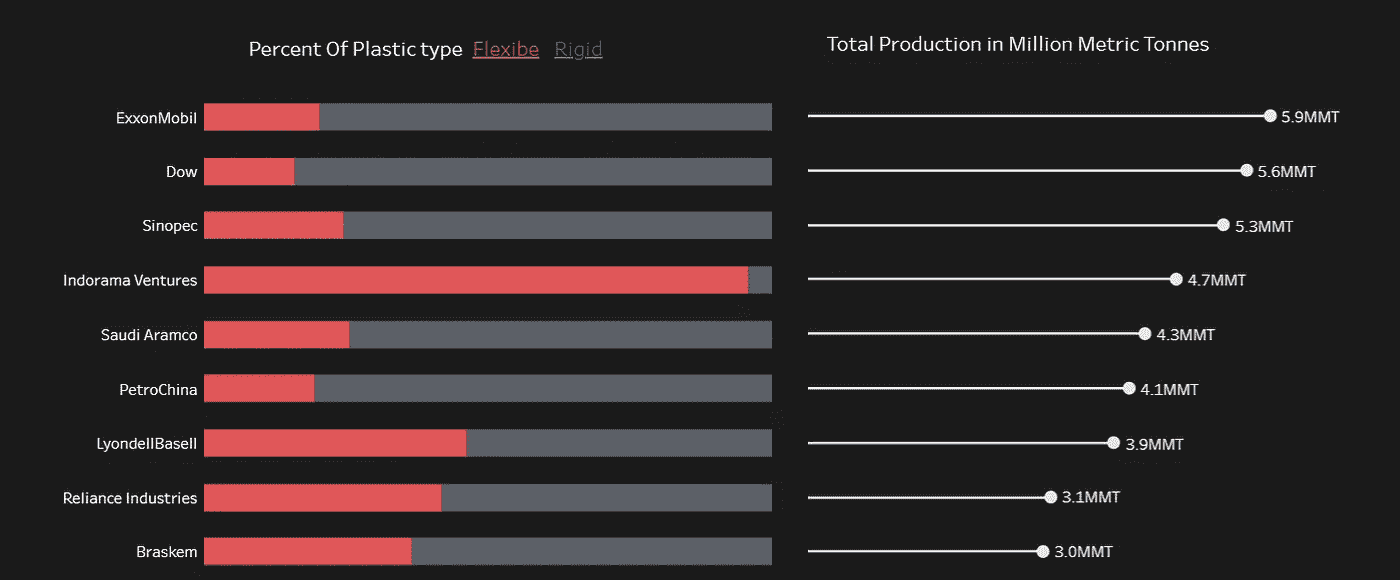 Percent Of Plastic type Flexibe Rigid
Total Production in Million Metric Tonnes
ExxonMobil 5.9MMT
Dow 5.6MMT
Sinopec 5.3MMT
Indorama Ventures 4.7MMT
Saudi Aramco 4.3MMT
PetroChina 4.1MMT
LyondellBasell 3.9MMT
Reliance Industries 3.1MMT
Braskem 3.0MMT